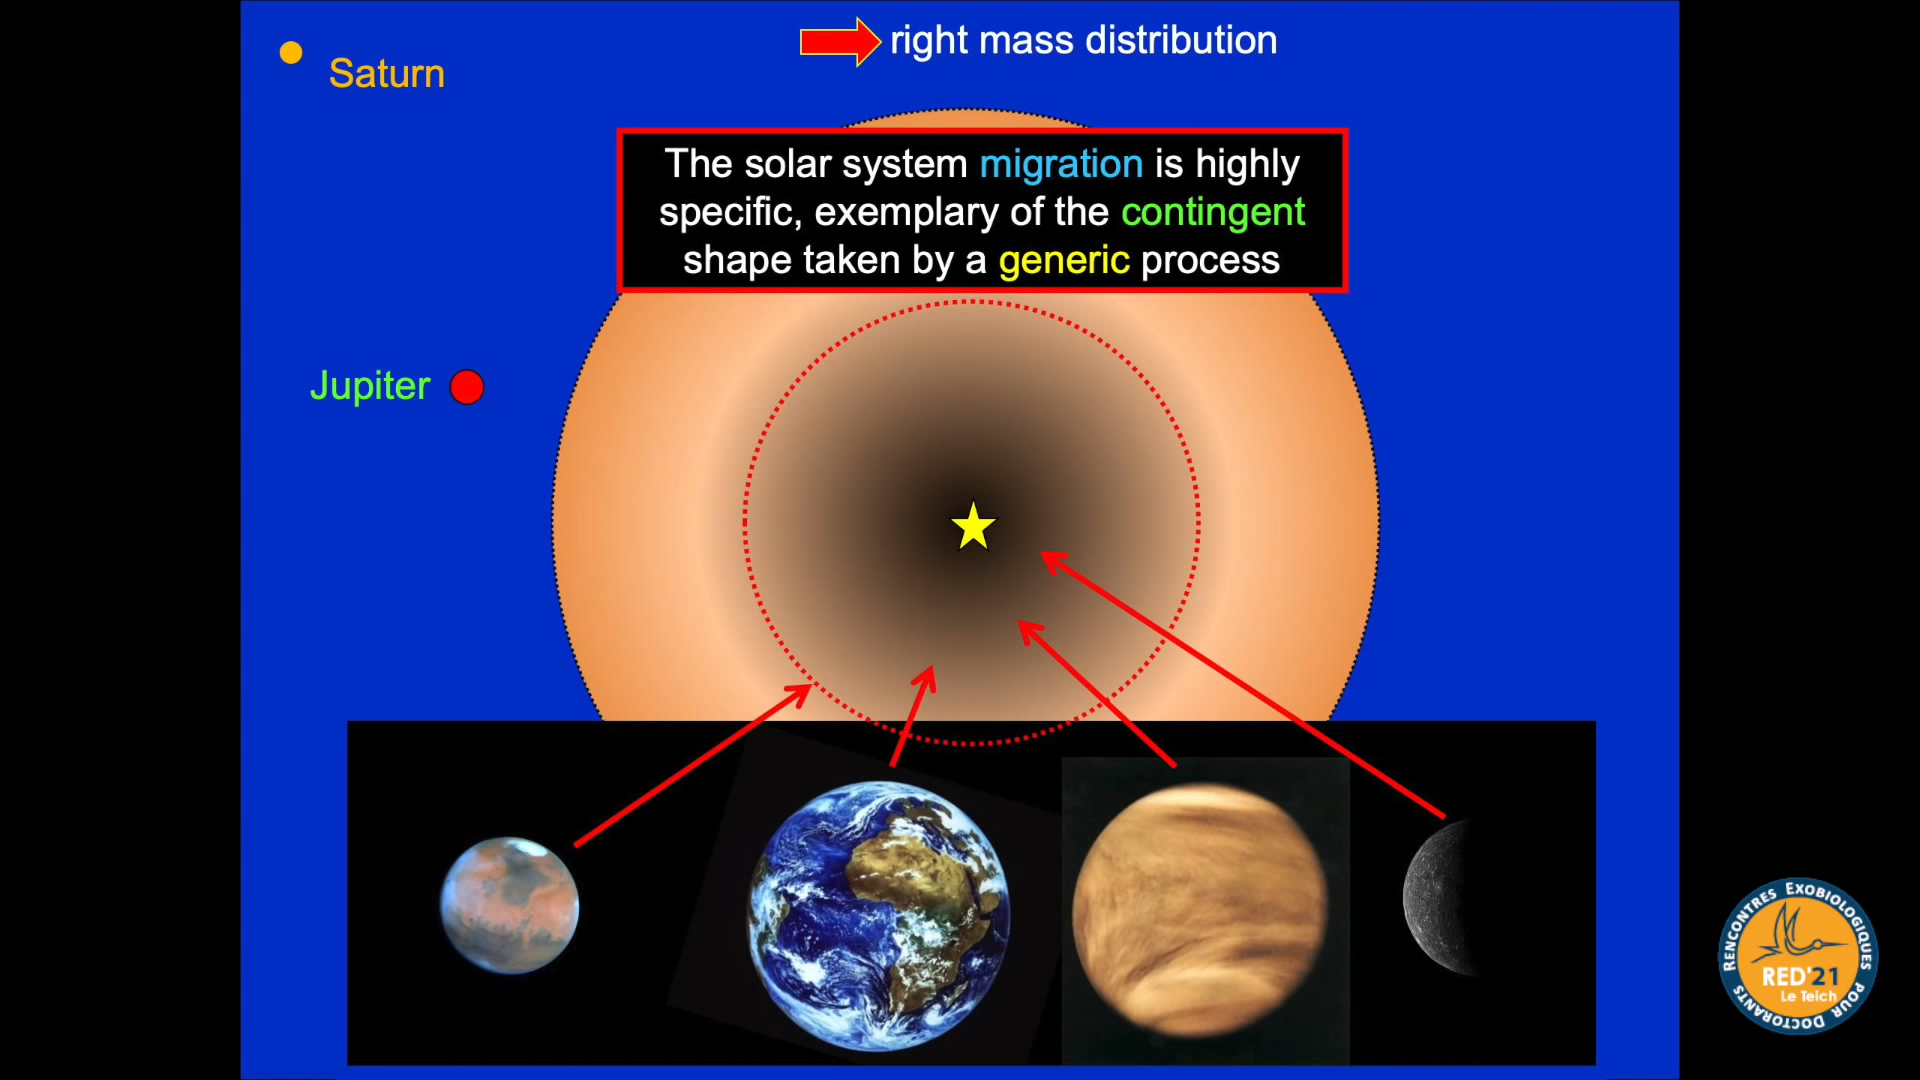 right mass distribution
Saturn
The solar system migration is highly
specific, exemplary of the contingent
shape taken by a generic process
Jupiter
RENCONTRES EXOBIOLOGIQUES
POUR DOCTORANTS
RED'21
Le Teich